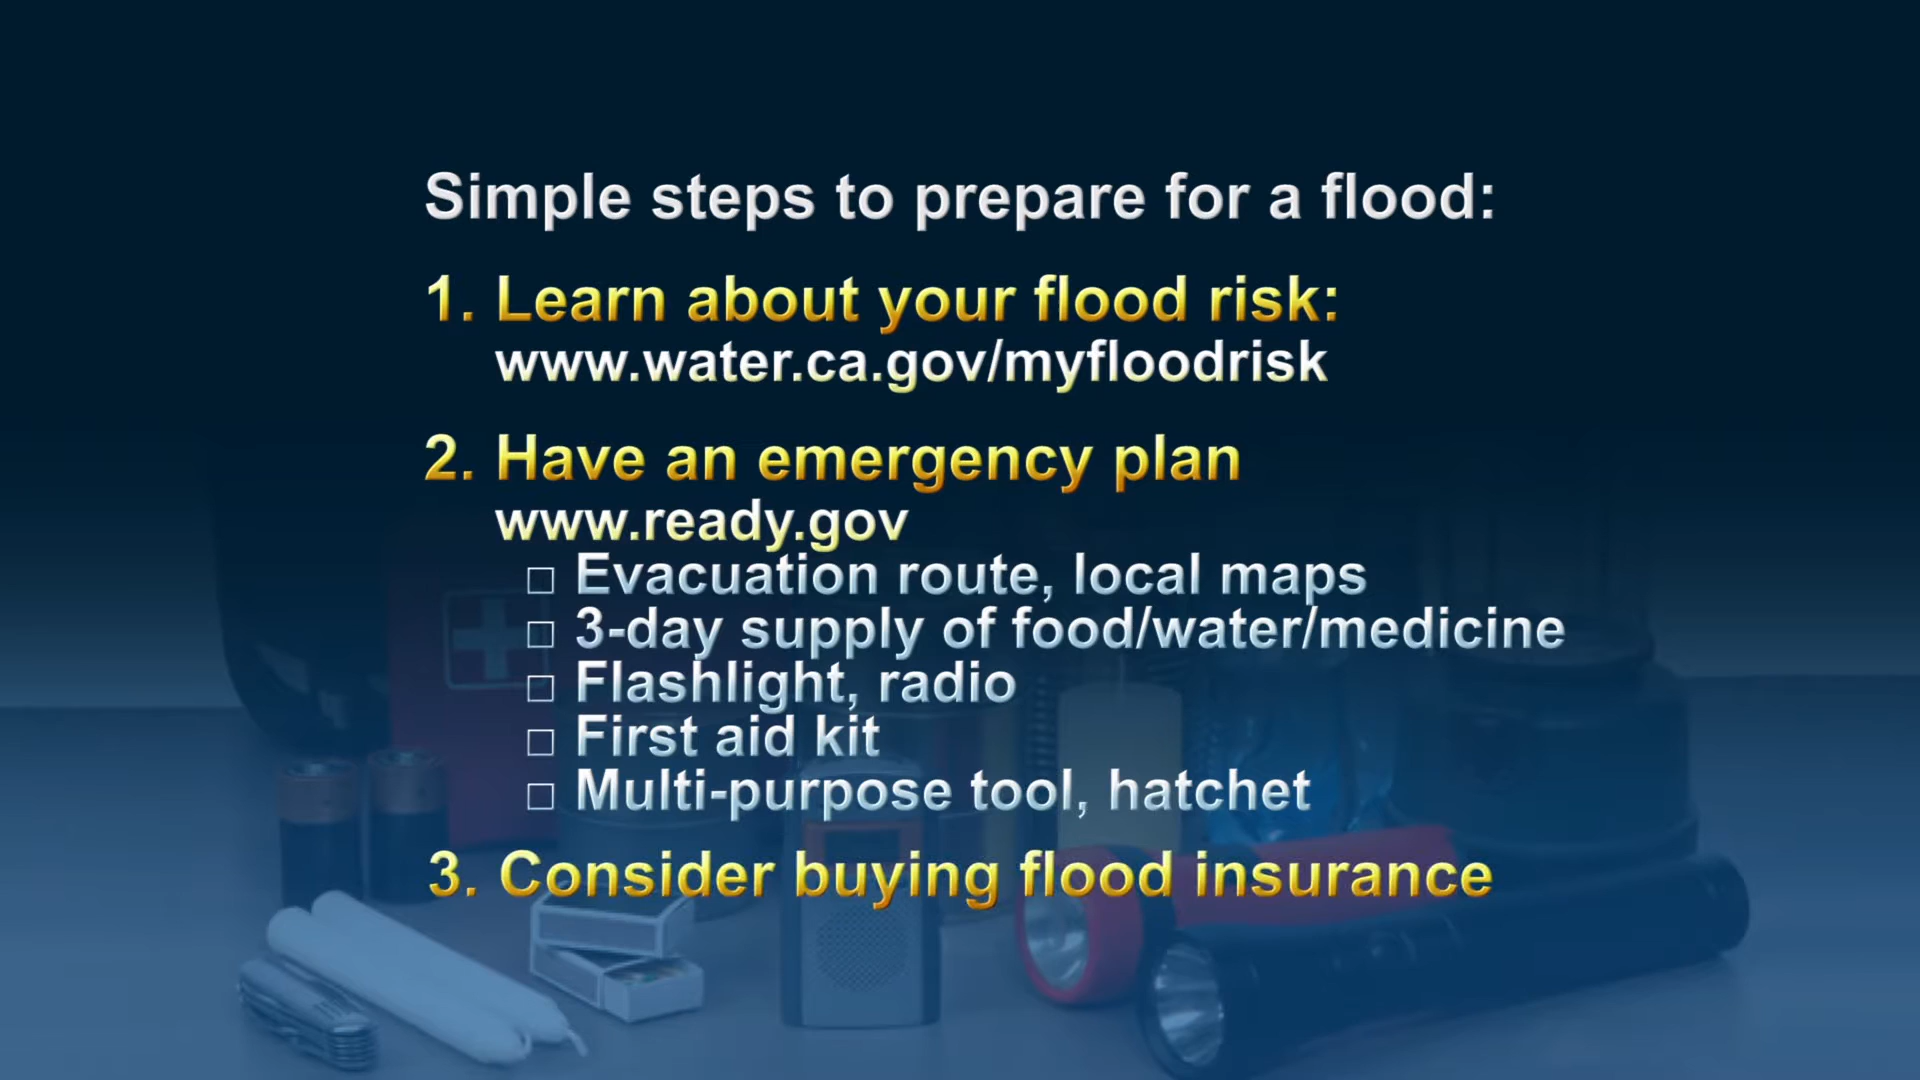 Simple steps to prepare for a flood:
1. Learn about your flood risk:
www.water.ca.gov/myfloodrisk
2. Have an emergency plan
www.ready.gov
□ Evacuation route, local maps
□ 3-day supply of food/water/medicine
□ Flashlight, radio
□ First aid kit
□ Multi-purpose tool, hatchet
3. Consider buying flood insurance